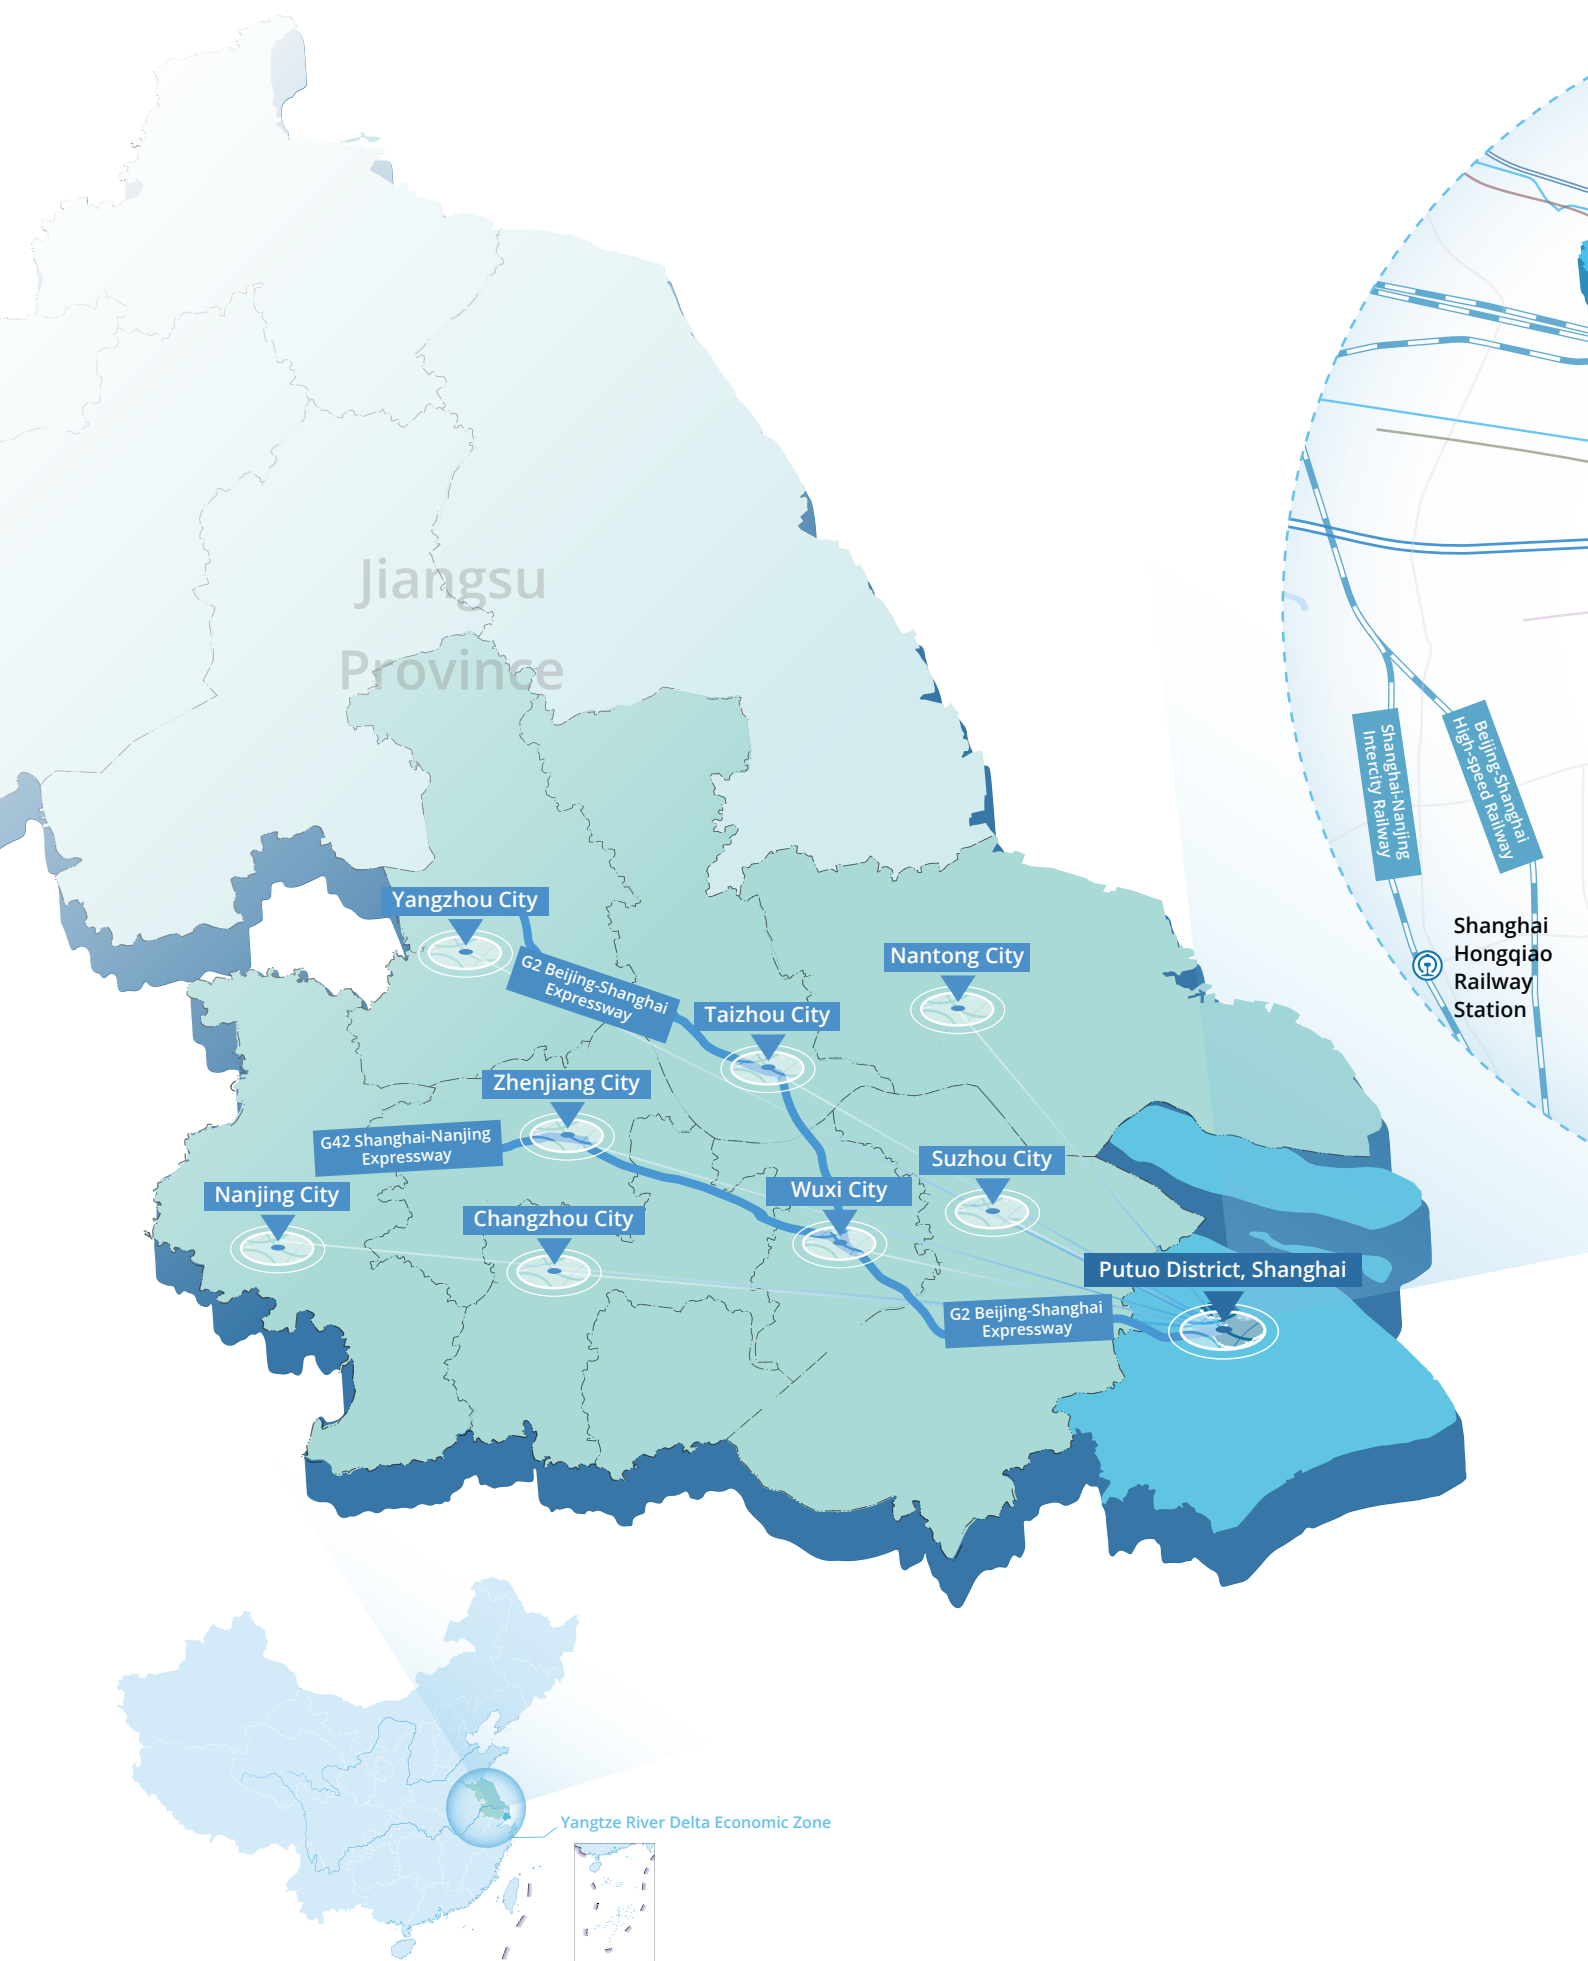 Jiangsu
Province
Shanghai-Nanjing
Intercity Railway
Beijing-Shanghai
High-speed Railway
Shanghai
Hongqiao
Railway
Station
Yangzhou City
G2 Beijing-Shanghai
Expressway
Nantong City
Taizhou City
Zhenjiang City
G42 Shanghai-Nanjing
Expressway
Suzhou City
Nanjing City
Wuxi City
Changzhou City
Putuo District, Shanghai
G2 Beijing-Shanghai
Expressway
Yangtze River Delta Economic Zone